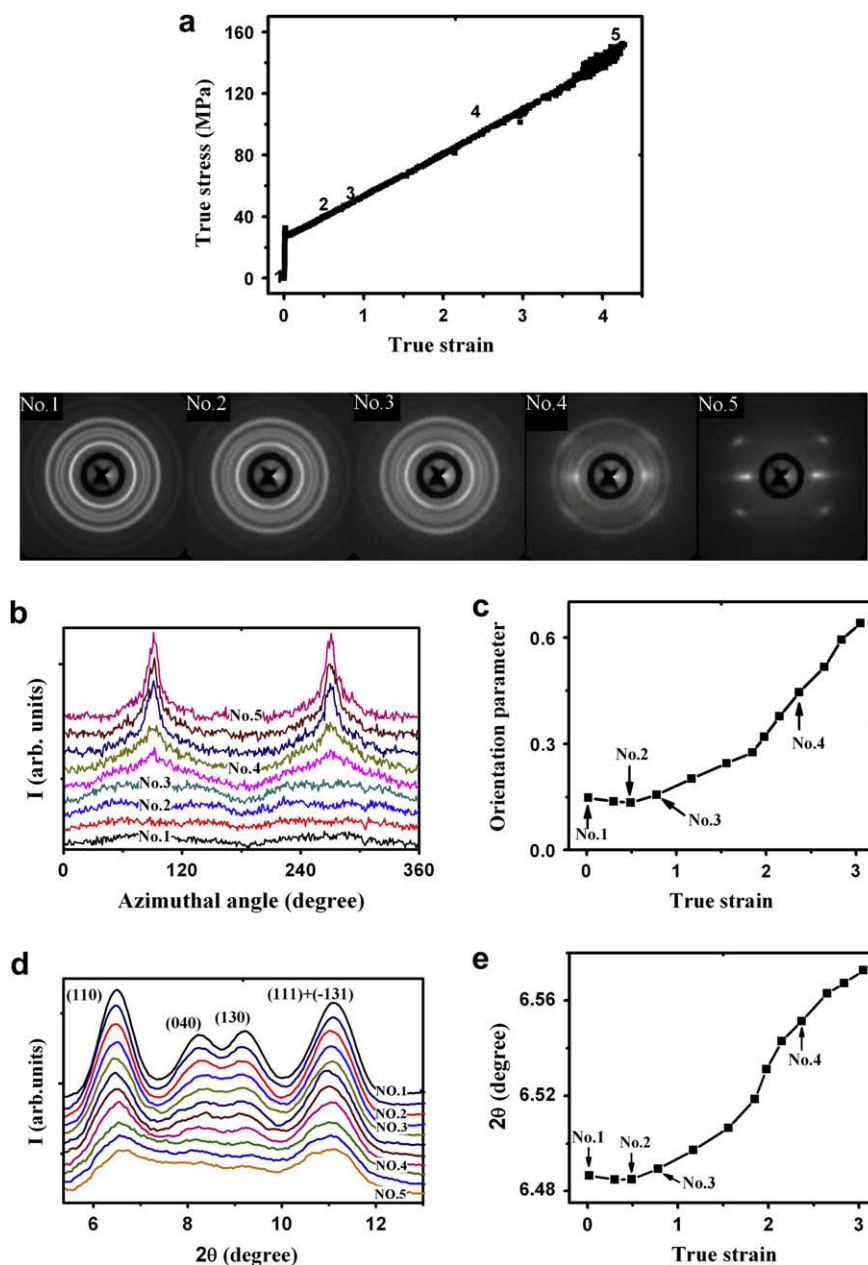 a
160
120
80
40
0
True stress (MPa)
1
2
3
4
5
0
1
2
3
4
True strain
No.1
No.2
No.3
No.4
No.5
b
I (arb. units)
No.5
No.4
No.3
No.2
No.1
0
120
240
360
Azimuthal angle (degree)
c
0.6
0.3
0.0
Orientation parameter
No.1
No.2
No.3
No.4
0
1
2
3
True strain
d
I (arb.units)
(110)
(040)
(130)
(111)+(-131)
NO.1
NO.2
NO.3
NO.4
NO.5
6
8
10
12
2θ (degree)
e
6.56
6.52
6.48
2θ (degree)
No.1
No.2
No.3
No.4
0
1
2
3
True strain